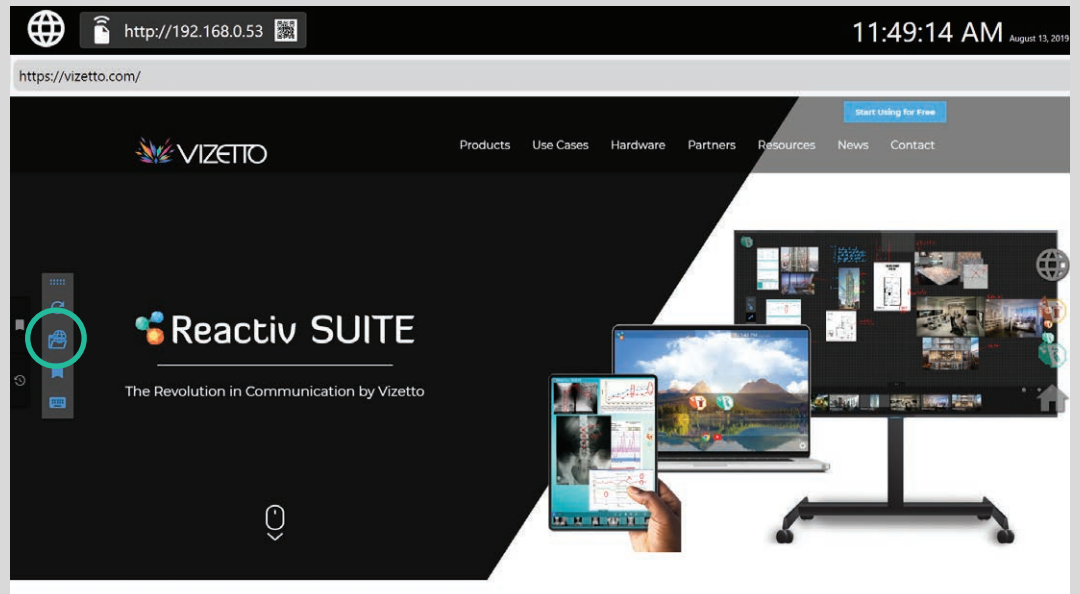 http://192.168.0.53
11:49:14 AM August 13, 2019
https://vizetto.com/
Start Using for Free
VIZETTO
Products Use Cases Hardware Partners Resources News Contact
Reactiv SUITE
The Revolution in Communication by Vizetto